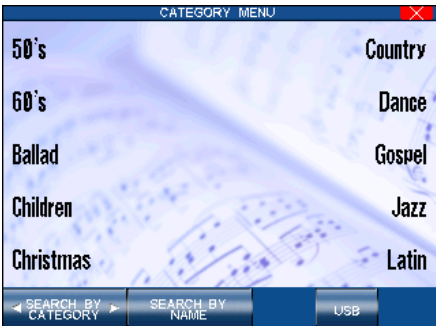 CATEGORY MENU
50's
Country
60's
Dance
Ballad
Gospel
Children
Jazz
Christmas
Latin
SEARCH BY
CATEGORY
SEARCH BY
NAME
USB